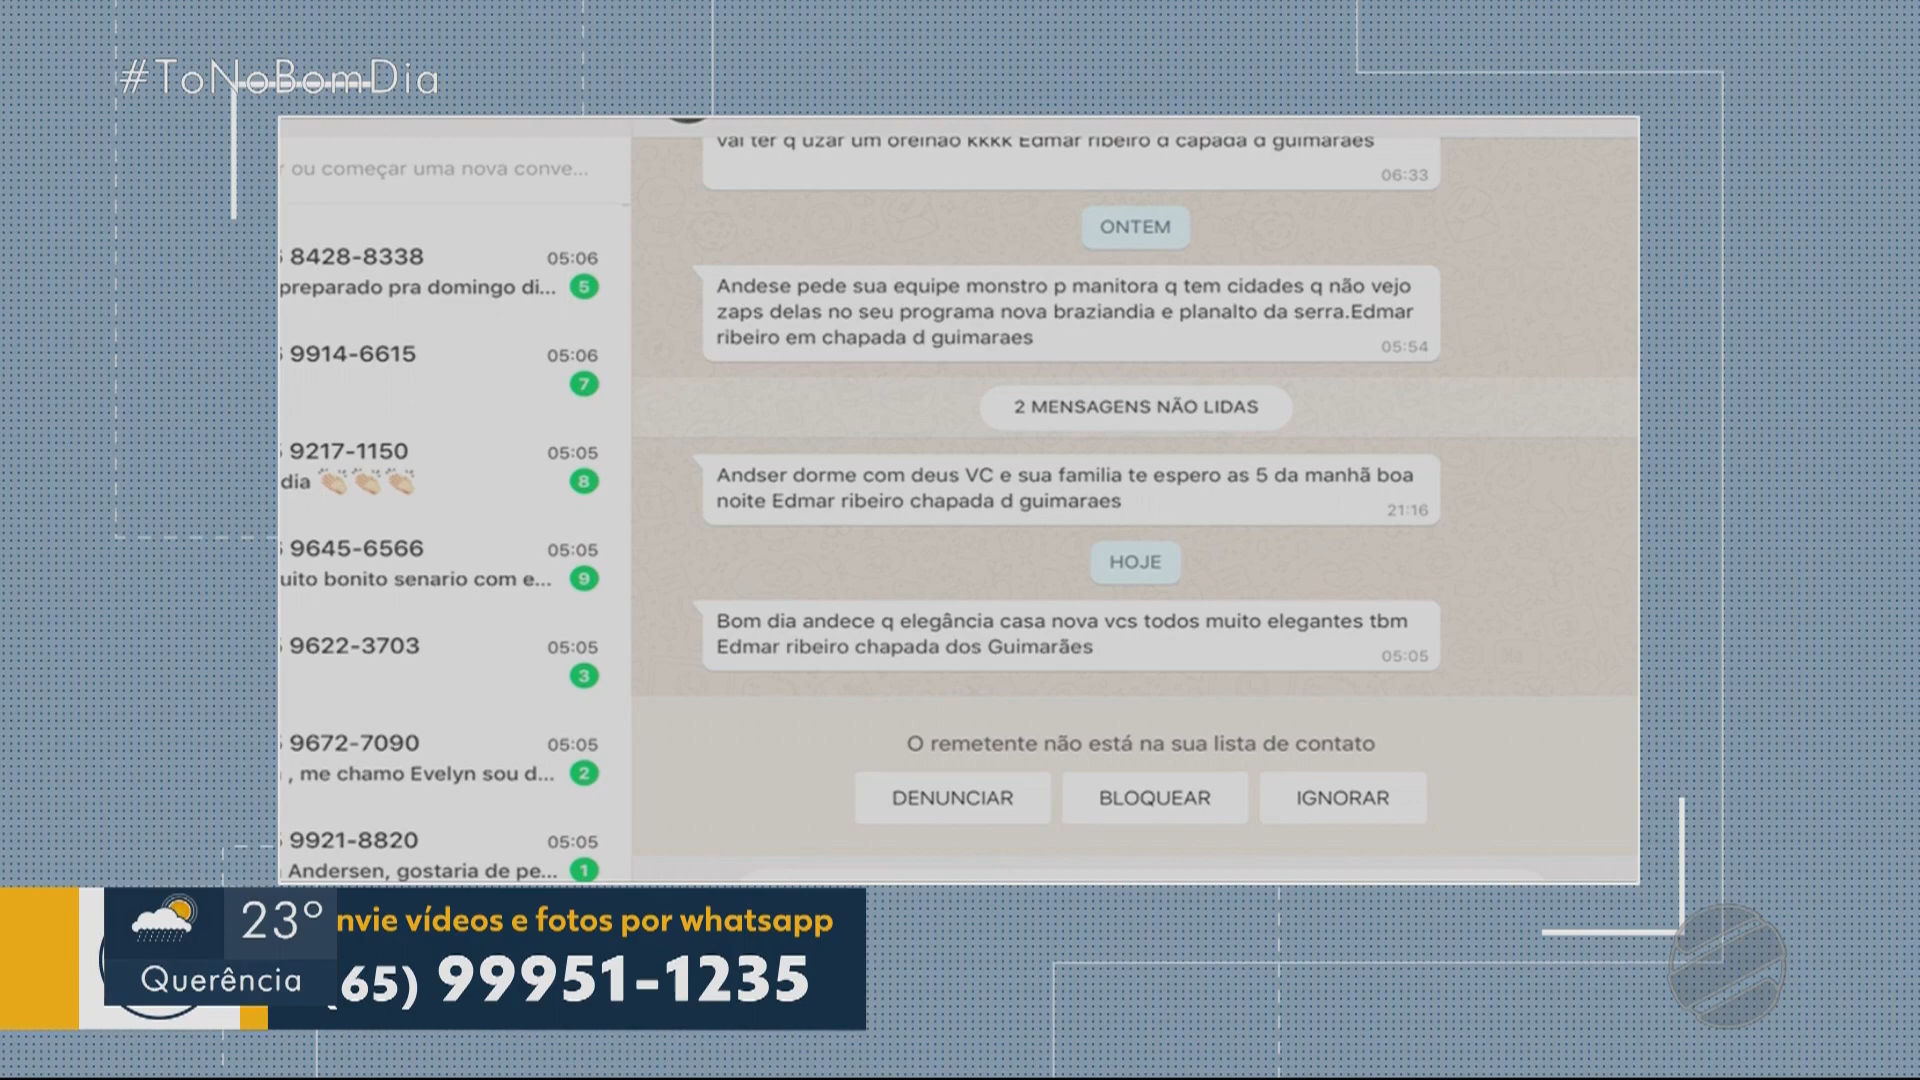 #ToNoBomDia
r ou começar uma nova conve...
8428-8338
05:06
preparado pra domingo di...
5
9914-6615
05:06
7
9217-1150
05:05
dia 👏🏻👏🏻👏🏻
8
9645-6566
05:05
uito bonito senario com e...
9
9622-3703
05:05
3
9672-7090
05:05
, me chamo Evelyn sou d...
2
9921-8820
05:05
Andersen, gostaria de pe...
1
vai ter q uzar um orelhão kkkk Edmar ribeiro d capada d guimaraes
06:33
ONTEM
Andese pede sua equipe monstro p manitora q tem cidades q não vejo
zaps delas no seu programa nova braziandia e planalto da serra.Edmar
ribeiro em chapada d guimaraes
05:54
2 MENSAGENS NÃO LIDAS
Andser dorme com deus VC e sua familia te espero as 5 da manhã boa
noite Edmar ribeiro chapada d guimaraes
21:16
HOJE
Bom dia andece q elegância casa nova vcs todos muito elegantes tbm
Edmar ribeiro chapada dos Guimarães
05:05
O remetente não está na sua lista de contato
DENUNCIAR
BLOQUEAR
IGNORAR
23°
Querência
nvie vídeos e fotos por whatsapp
(65) 99951-1235